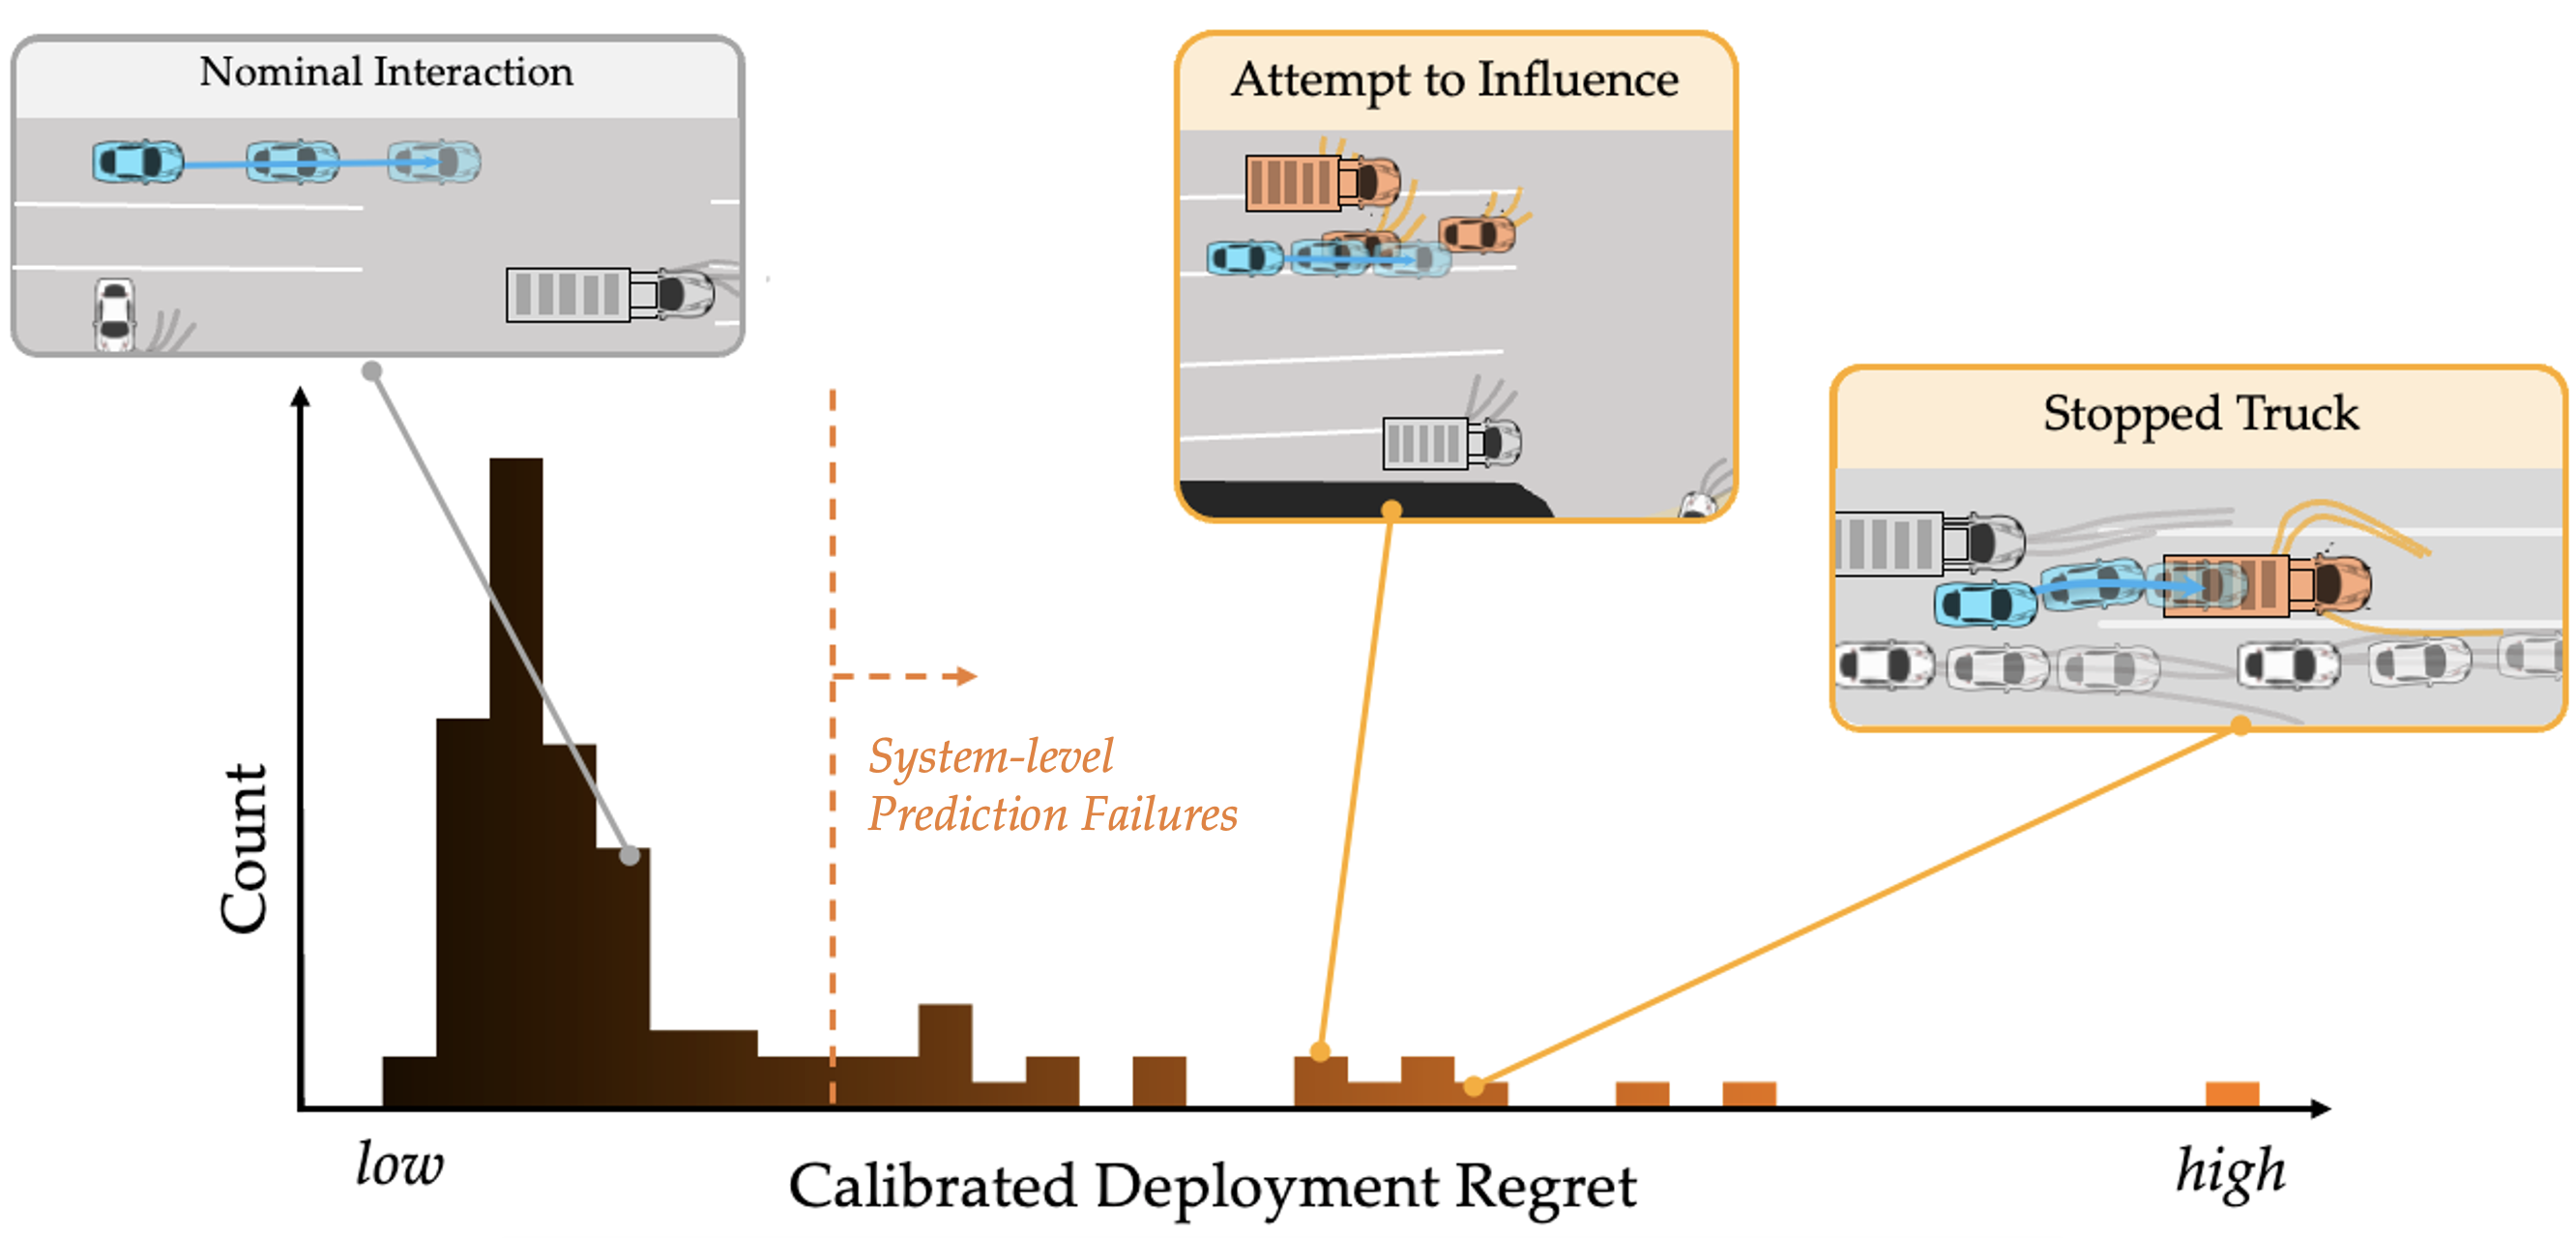 Nominal Interaction
Attempt to Influence
Stopped Truck
System-level
Prediction Failures
Count
low
Calibrated Deployment Regret
high